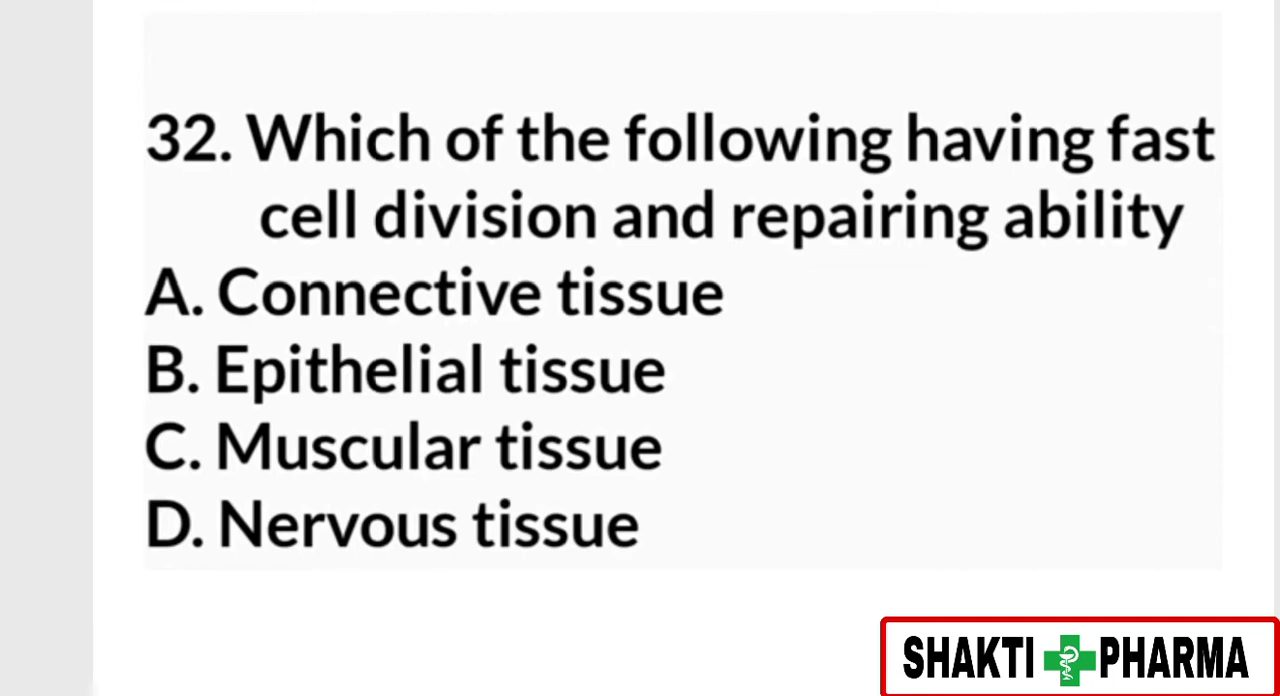 32. Which of the following having fast
cell division and repairing ability
A. Connective tissue
B. Epithelial tissue
C. Muscular tissue
D. Nervous tissue
SHAKTI PHARMA